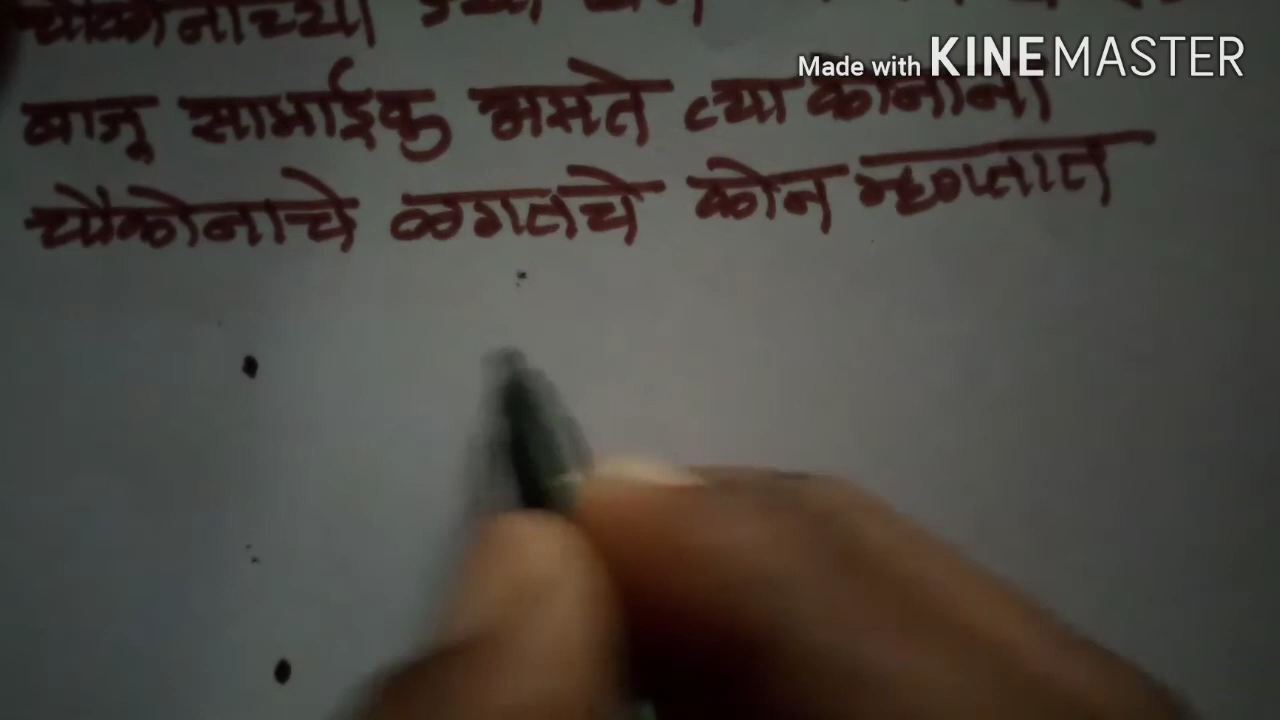 चौकोनाच्या ज्या
Made with KINEMASTER
बाजू सामाईक असते त्या कोनांना
चौकोनाचे लगतचे कोन म्हणतात